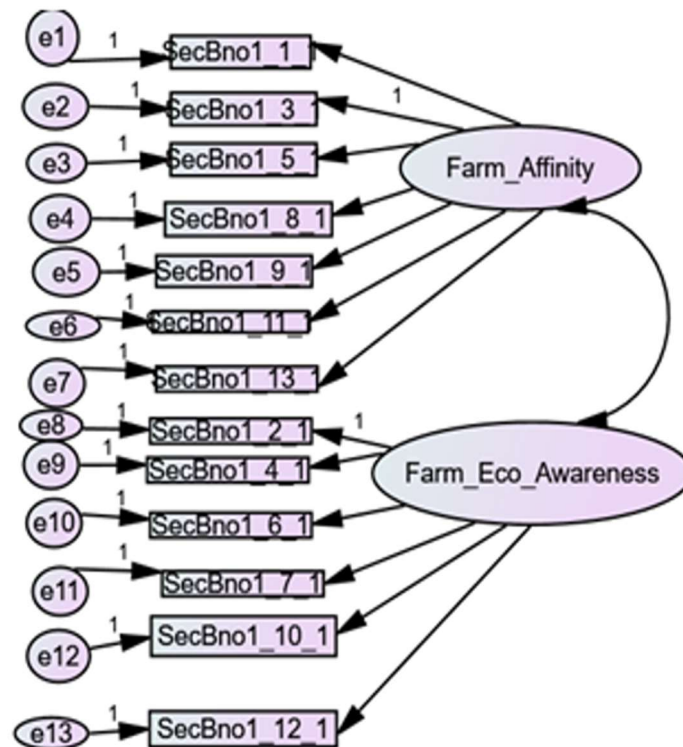 e1 1 SecBno1_1_1
e2 1 SecBno1_3_1 1
e3 1 SecBno1_5_1 Farm_Affinity
e4 1 SecBno1_8_1
e5 1 SecBno1_9_1
e6 1 SecBno1_11_1
e7 1 SecBno1_13_1
e8 1 SecBno1_2_1 1
e9 1 SecBno1_4_1 Farm_Eco_Awareness
e10 1 SecBno1_6_1
e11 1 SecBno1_7_1
e12 1 SecBno1_10_1
e13 1 SecBno1_12_1